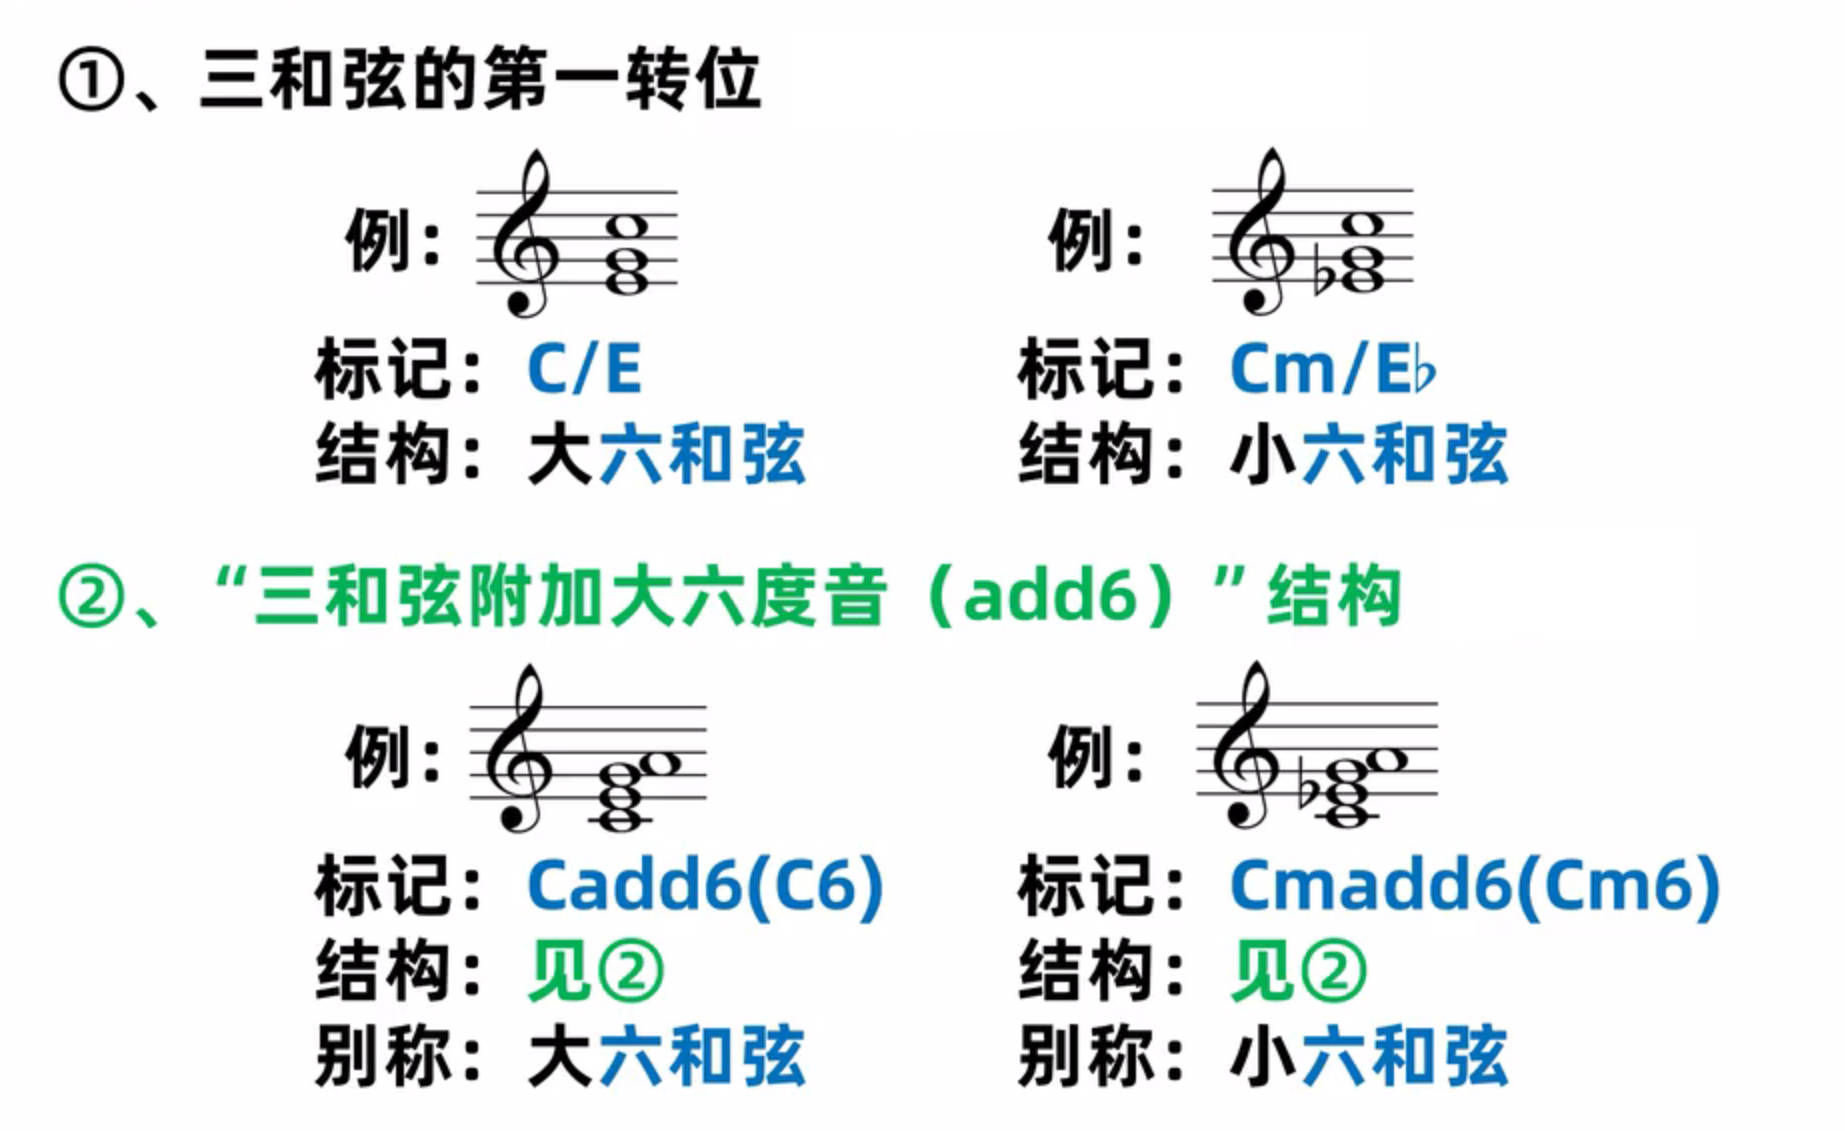 ①、三和弦的第一转位
例： 例：
标记：C/E 标记：Cm/E♭
结构：大六和弦 结构：小六和弦
②、“三和弦附加大六度音（add6）”结构
例： 例：
标记：Cadd6(C6) 标记：Cmadd6(Cm6)
结构：见② 结构：见②
别称：大六和弦 别称：小六和弦